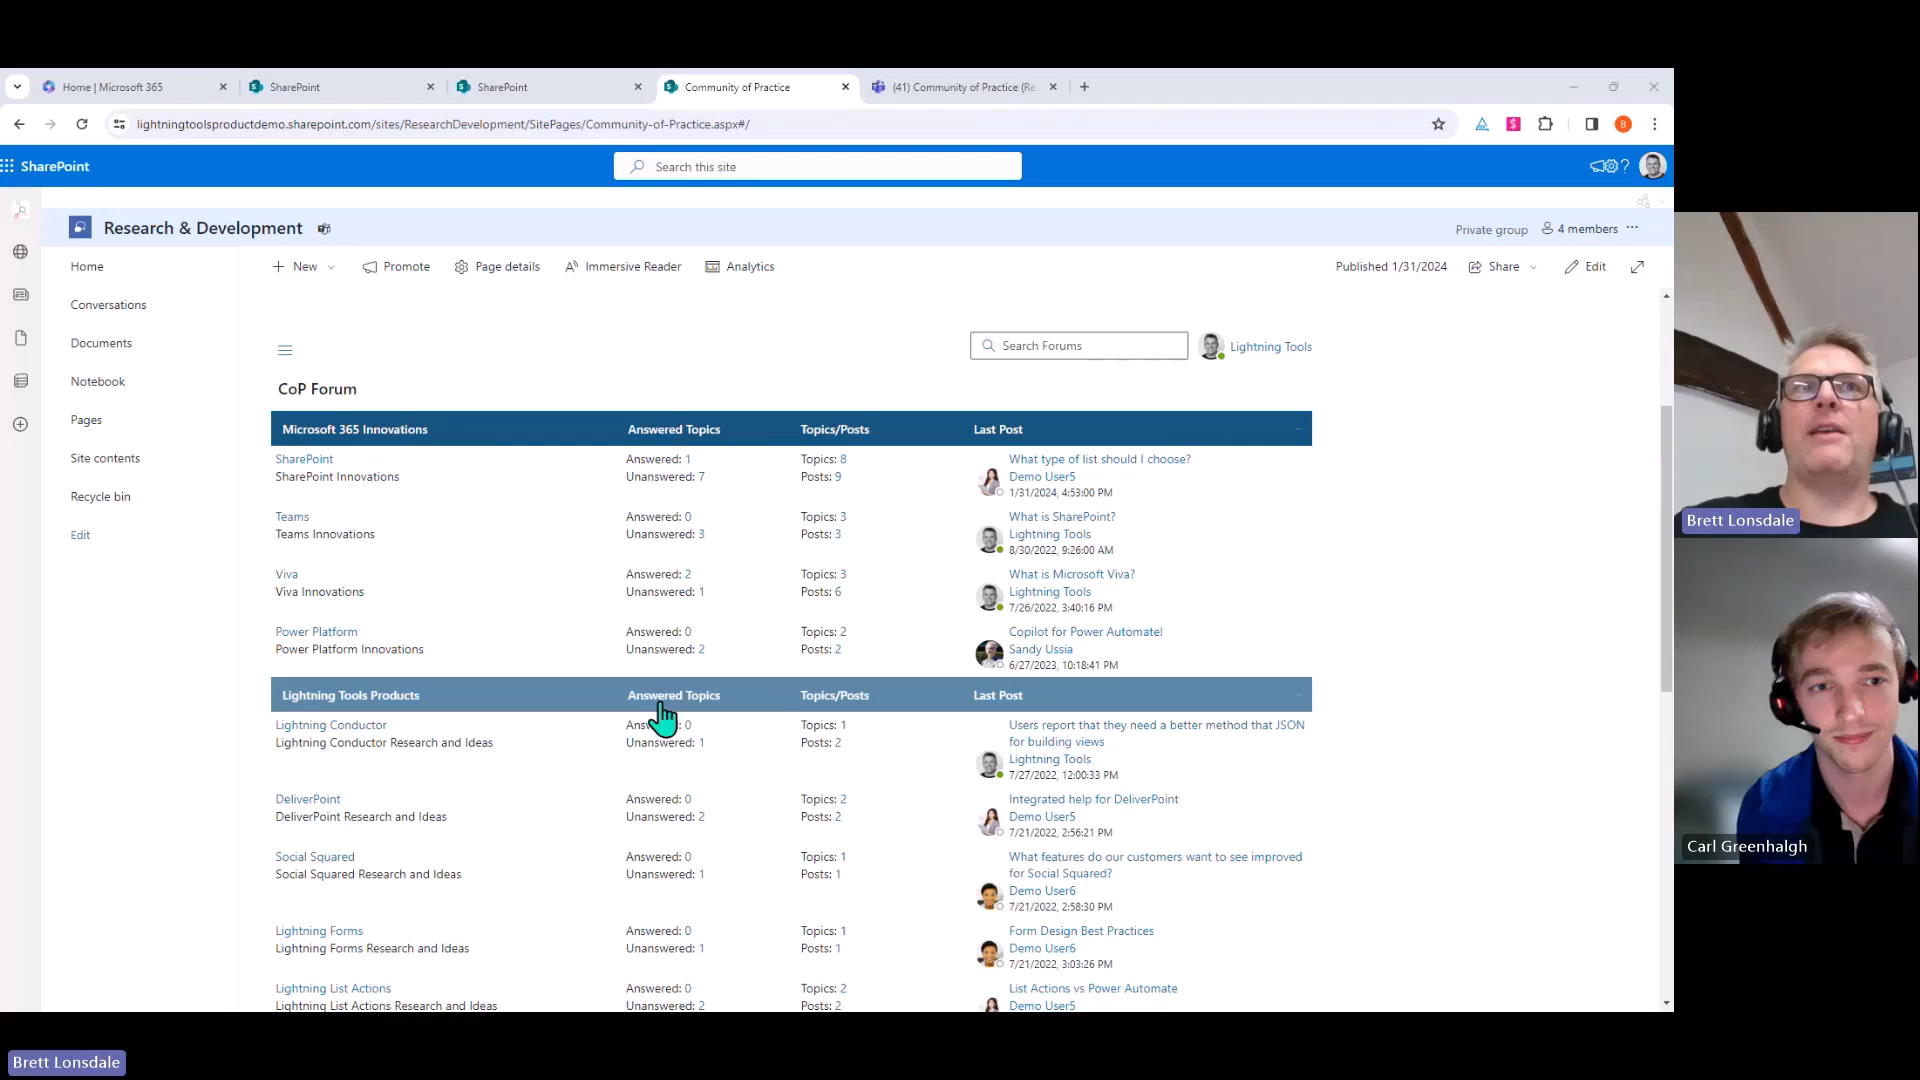 Home | Microsoft 365
SharePoint
SharePoint
Community of Practice
(41) Community of Practice (Re
lightningtoolsproductdemo.sharepoint.com/sites/ResearchDevelopment/SitePages/Community-of-Practice.aspx#/
B
SharePoint
Search this site
?
Research & Development
Private group
4 members
Home
Conversations
Documents
Notebook
Pages
Site contents
Recycle bin
Edit
New
Promote
Page details
Immersive Reader
Analytics
Published 1/31/2024
Share
Edit
Search Forums
Lightning Tools
CoP Forum
Microsoft 365 Innovations Answered Topics Topics/Posts Last Post
SharePoint Answered: 1 Topics: 8 What type of list should I choose?
SharePoint Innovations Unanswered: 7 Posts: 9 Demo User5
1/31/2024, 4:53:00 PM
Teams Answered: 0 Topics: 3 What is SharePoint?
Teams Innovations Unanswered: 3 Posts: 3 Lightning Tools
8/30/2022, 9:26:00 AM
Viva Answered: 2 Topics: 3 What is Microsoft Viva?
Viva Innovations Unanswered: 1 Posts: 6 Lightning Tools
7/26/2022, 3:40:16 PM
Power Platform Answered: 0 Topics: 2 Copilot for Power Automate!
Power Platform Innovations Unanswered: 2 Posts: 2 Sandy Ussia
6/27/2023, 10:18:41 PM
Lightning Tools Products Answered Topics Topics/Posts Last Post
Lightning Conductor Answ : 0 Topics: 1 Users report that they need a better method that JSON
for building views
Lightning Conductor Research and Ideas Unanswered: 1 Posts: 2 Lightning Tools
7/27/2022, 12:00:33 PM
DeliverPoint Answered: 0 Topics: 2 Integrated help for DeliverPoint
DeliverPoint Research and Ideas Unanswered: 2 Posts: 2 Demo User5
7/21/2022, 2:56:21 PM
Social Squared Answered: 0 Topics: 1 What features do our customers want to see improved
for Social Squared?
Social Squared Research and Ideas Unanswered: 1 Posts: 1 Demo User6
7/21/2022, 2:58:30 PM
Lightning Forms Answered: 0 Topics: 1 Form Design Best Practices
Lightning Forms Research and Ideas Unanswered: 1 Posts: 1 Demo User6
7/21/2022, 3:03:26 PM
Lightning List Actions Answered: 0 Topics: 2 List Actions vs Power Automate
Lightning List Actions Research and Ideas Unanswered: 2 Posts: 2 Demo User5
Brett Lonsdale
Carl Greenhalgh
Brett Lonsdale